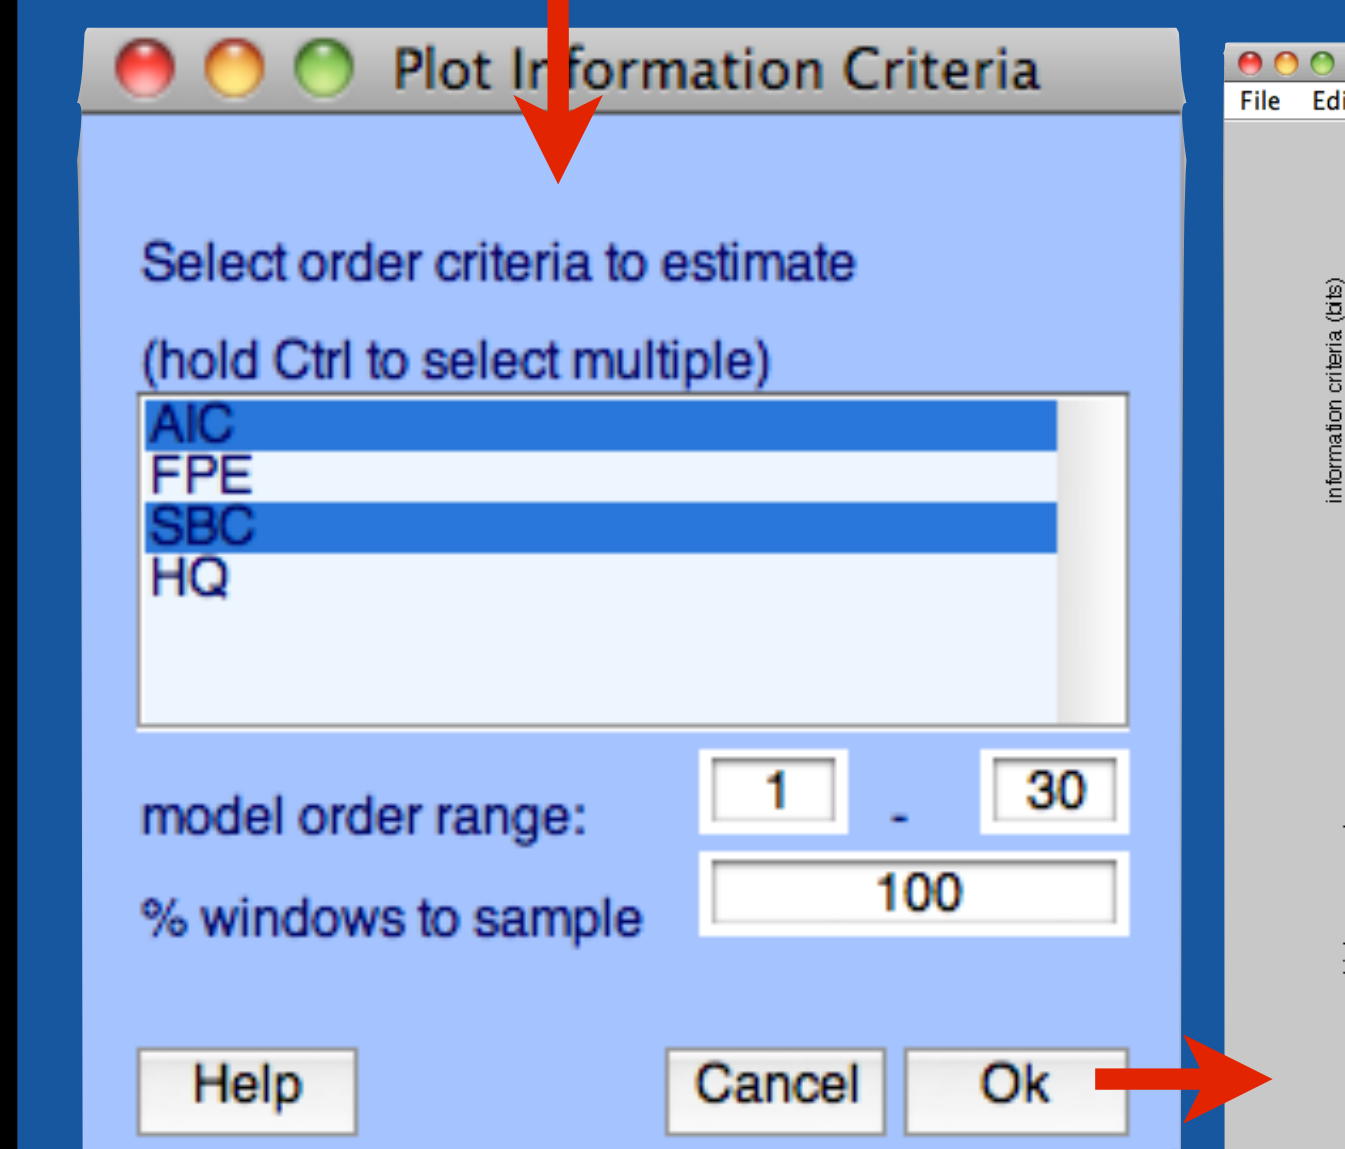 Plot Information Criteria
Select order criteria to estimate
(hold Ctrl to select multiple)
AIC
FPE
SBC
HQ
model order range: 1 - 30
% windows to sample 100
Help Cancel Ok
File
information criteria (bits)